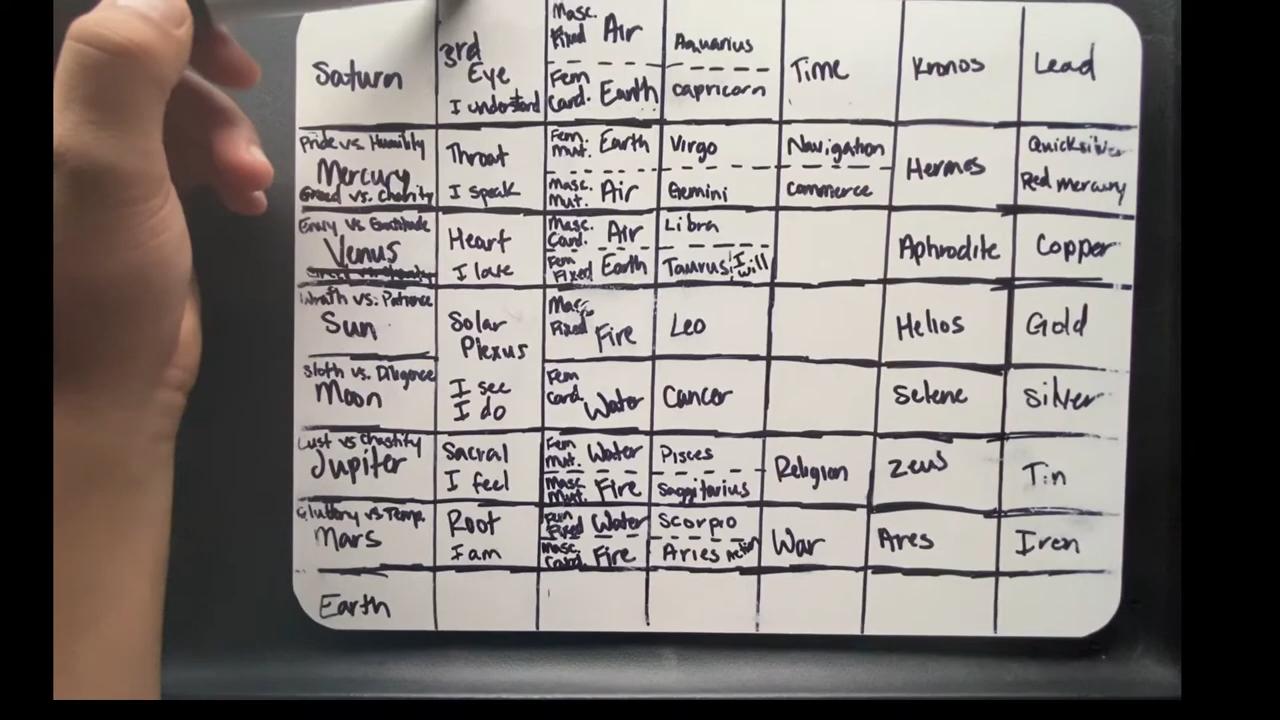 Saturn
3rd
Eye
I understand
Masc.
Fixed Air
Fem
Card. Earth
Aquarius
Capricorn
Time
Kronos
Lead
Pride vs. Humility
Mercury
Greed vs. Charity
Throat
I speak
Fem.
Mut. Earth
Masc.
Mut. Air
Virgo
Gemini
Navigation
Commerce
Hermes
Quicksilver
Red mercury
Envy vs Gratitude
Venus
Heart
I love
Masc.
Card. Air
Fem
Fixed Earth
Libra
Taurus I will
Aphrodite
Copper
Wrath vs. Patience
Sun
Solar
Plexus
Masc
Fixed Fire
Leo
Helios
Gold
Sloth vs. Diligence
Moon
I see
I do
Fem
Card. Water
Cancer
Selene
Silver
Lust vs Chastity
Jupiter
Sacral
I feel
Fem
Mut. Water
Masc
Mut. Fire
Pisces
Saggitarius
Religion
Zeus
Tin
Gluttony vs Temp.
Mars
Root
I am
Fem
Fixed Water
Masc.
Card. Fire
Scorpio
Aries Action
War
Ares
Iron
Earth